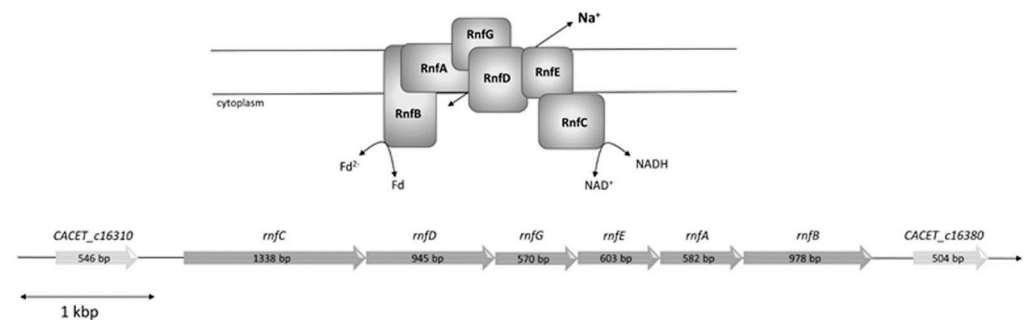 Na⁺
RnfG
RnfA RnfD RnfE
cytoplasm
RnfB RnfC
Fd²⁻ NADH
Fd NAD⁺
CACET_c16310 rnfC rnfD rnfG rnfE rnfA rnfB CACET_c16380
546 bp 1338 bp 945 bp 570 bp 603 bp 582 bp 978 bp 504 bp
1 kbp